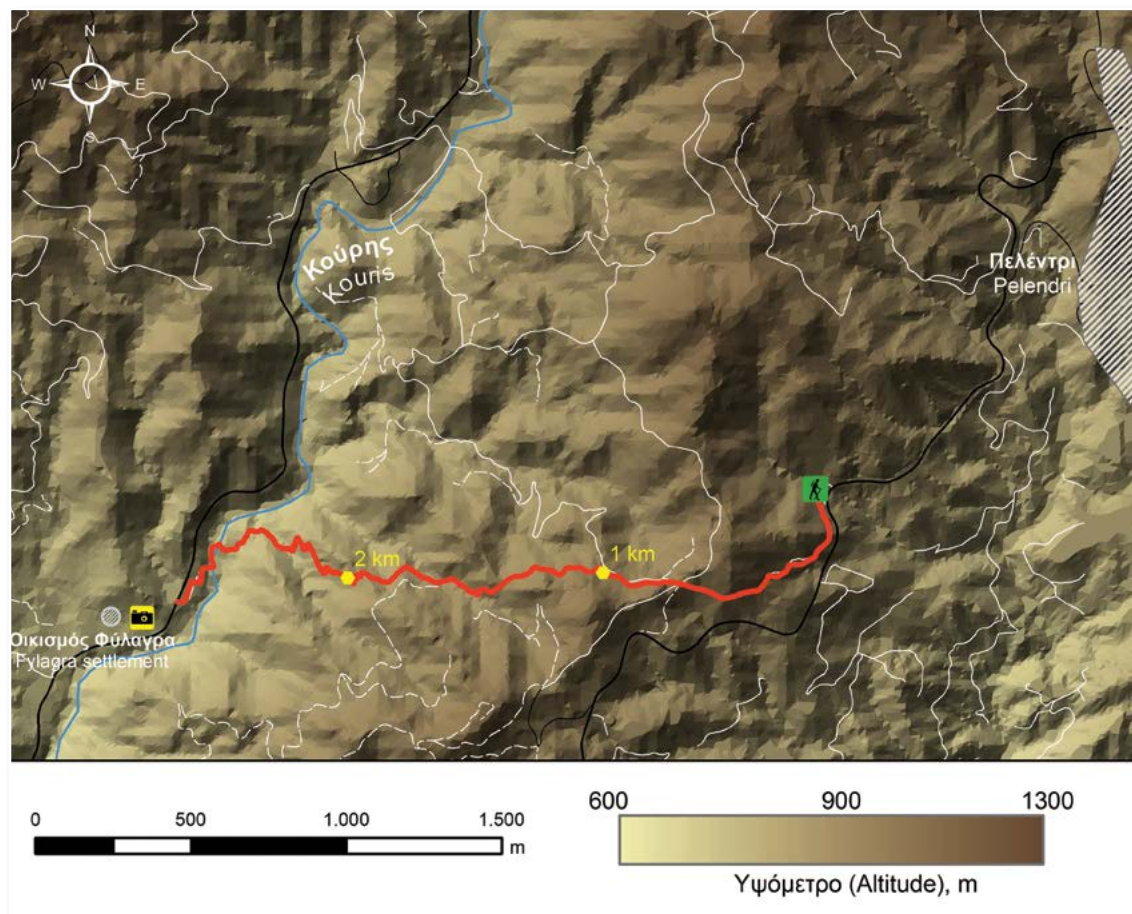 N
W E
S
Κούρης
Kouris
Πελέντρι
Pelendri
1 km
2 km
Οικισμός Φύλαγρα
Fylagra settlement
0 500 1.000 1.500
m
600 900 1300
Υψόμετρο (Altitude), m